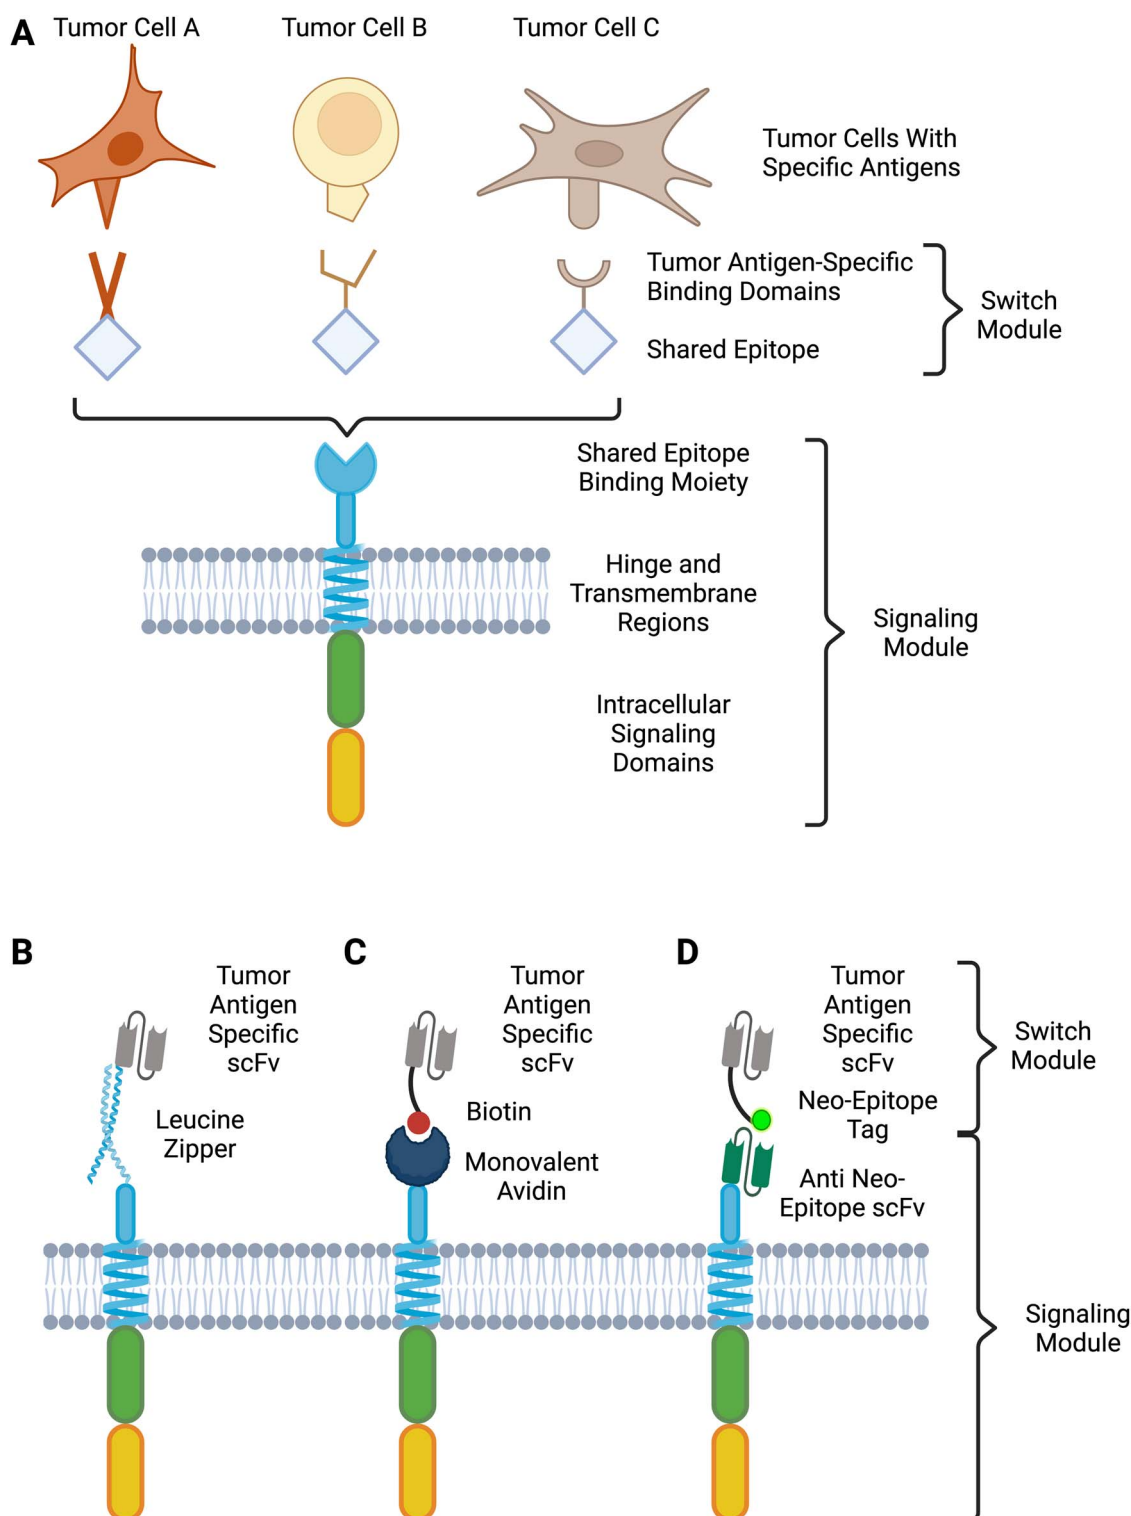 A
Tumor Cell A
Tumor Cell B
Tumor Cell C
Tumor Cells With
Specific Antigens
Tumor Antigen-Specific
Binding Domains
Shared Epitope
Switch
Module
Shared Epitope
Binding Moiety
Hinge and
Transmembrane
Regions
Intracellular
Signaling
Domains
Signaling
Module
B
Tumor
Antigen
Specific
scFv
Leucine
Zipper
C
Tumor
Antigen
Specific
scFv
Biotin
Monovalent
Avidin
D
Tumor
Antigen
Specific
scFv
Neo-Epitope
Tag
Anti Neo-
Epitope scFv
Switch
Module
Signaling
Module